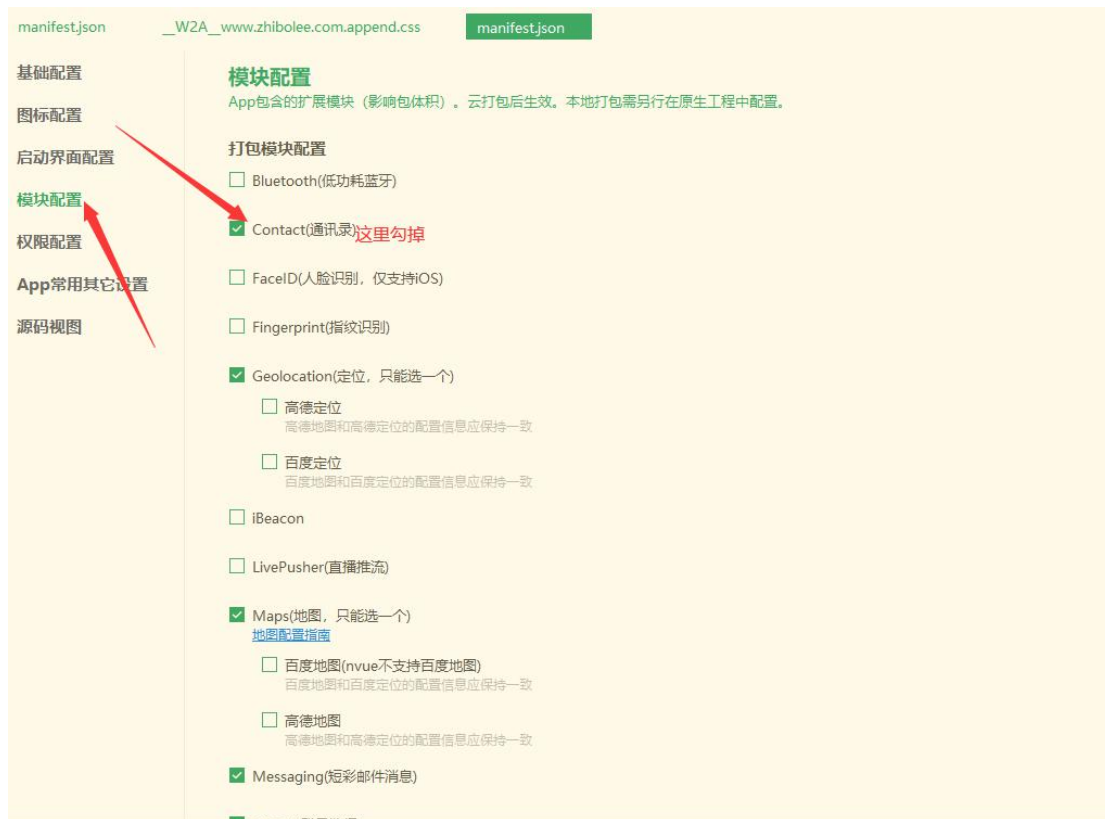 manifest.json
__W2A__www.zhibolee.com.append.css
manifest.json
基础配置
图标配置
启动界面配置
模块配置
权限配置
App常用其它设置
源码视图
模块配置
App包含的扩展模块（影响包体积）。云打包后生效。本地打包需另行在原生工程中配置。
打包模块配置
Bluetooth(低功耗蓝牙)
Contact(通讯录)这里勾掉
FaceID(人脸识别，仅支持iOS)
Fingerprint(指纹识别)
Geolocation(定位，只能选一个)
高德定位
高德地图和高德定位的配置信息应保持一致
百度定位
百度地图和百度定位的配置信息应保持一致
iBeacon
LivePusher(直播推流)
Maps(地图，只能选一个)
地图配置指南
百度地图(nvue不支持百度地图)
百度地图和百度定位的配置信息应保持一致
高德地图
高德地图和高德定位的配置信息应保持一致
Messaging(短彩邮件消息)